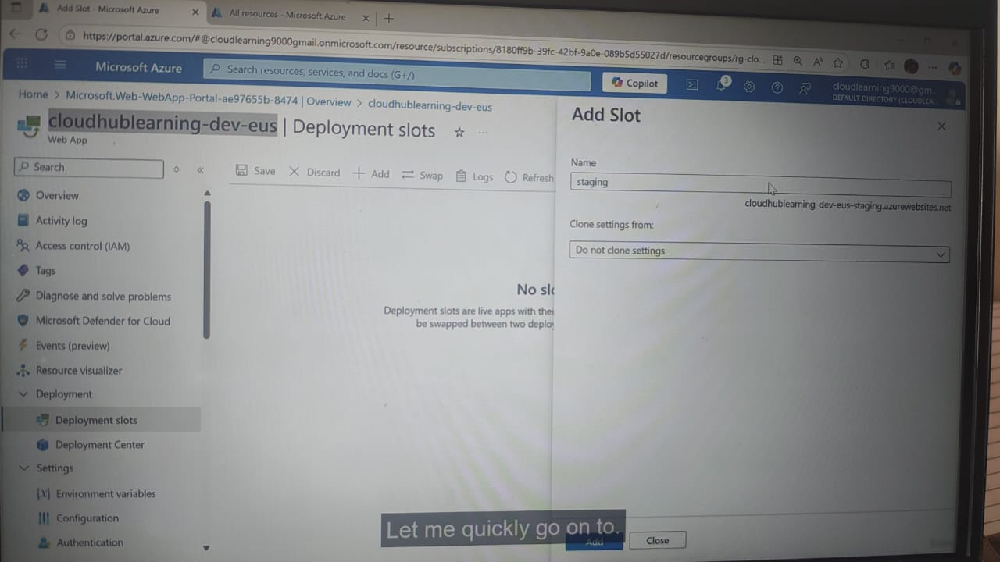 Add Slot - Microsoft Azure
All resources - Microsoft Azure
https://portal.azure.com/#@cloudlearning9000gmail.onmicrosoft.com/resource/subscriptions/8180ff9b-39fc-42bf-9a0e-089b5d55027d/resourcegroups/rg-clo...
Microsoft Azure
Search resources, services, and docs (G+/)
Copilot
3
cloudlearning9000@gm...
DEFAULT DIRECTORY (CLOUDLEA...
Home > Microsoft.Web-WebApp-Portal-ae97655b-8474 | Overview > cloudhublearning-dev-eus
cloudhublearning-dev-eus | Deployment slots
Web App
Search
Save
Discard
Add
Swap
Logs
Refresh
Overview
Activity log
Access control (IAM)
Tags
Diagnose and solve problems
Microsoft Defender for Cloud
Events (preview)
Resource visualizer
Deployment
Deployment slots
Deployment Center
Settings
Environment variables
Configuration
Authentication
No slo
Deployment slots are live apps with thei
be swapped between two deploy
Add Slot
Name
staging
cloudhublearning-dev-eus-staging.azurewebsites.net
Clone settings from:
Do not clone settings
Let me quickly go on to.
Add
Close